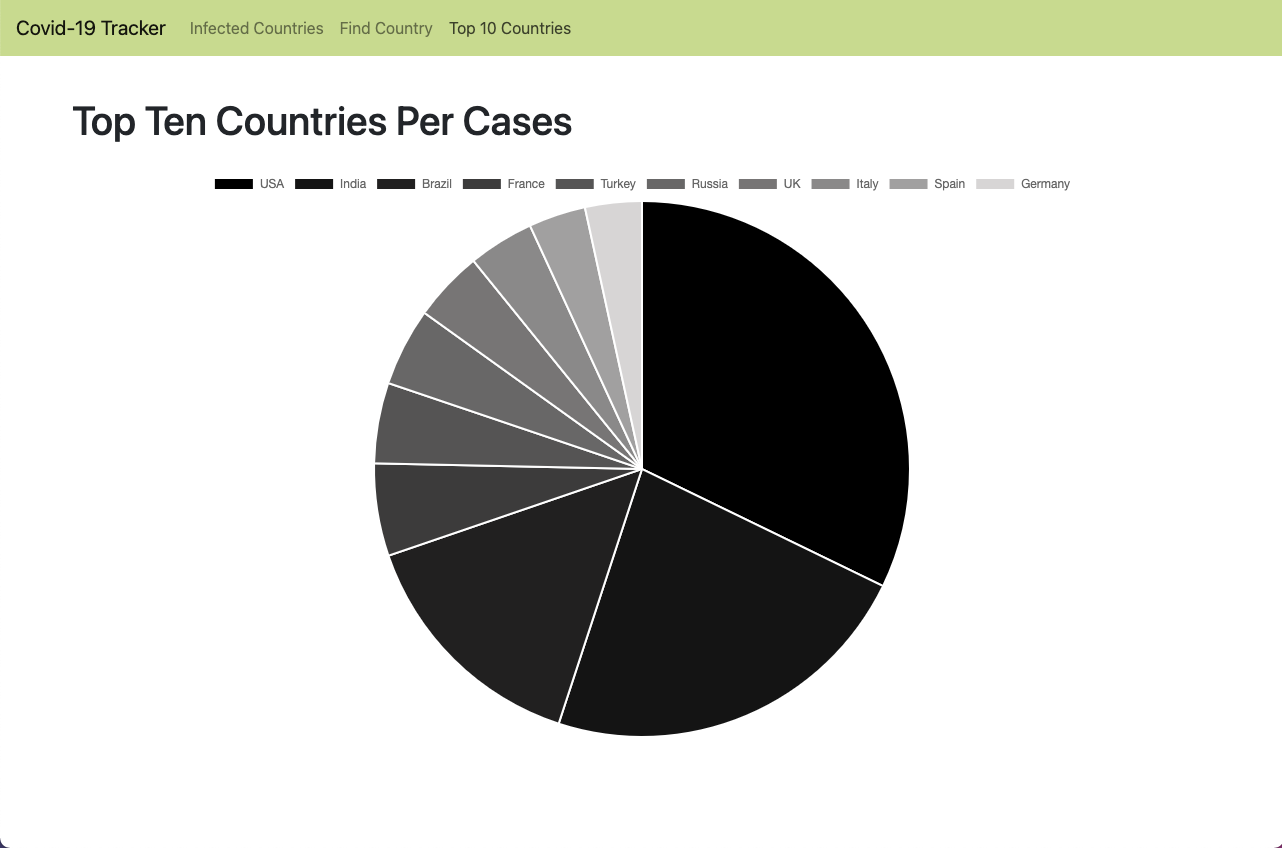 Covid-19 Tracker Infected Countries Find Country Top 10 Countries
Top Ten Countries Per Cases
USA India Brazil France Turkey Russia UK Italy Spain Germany